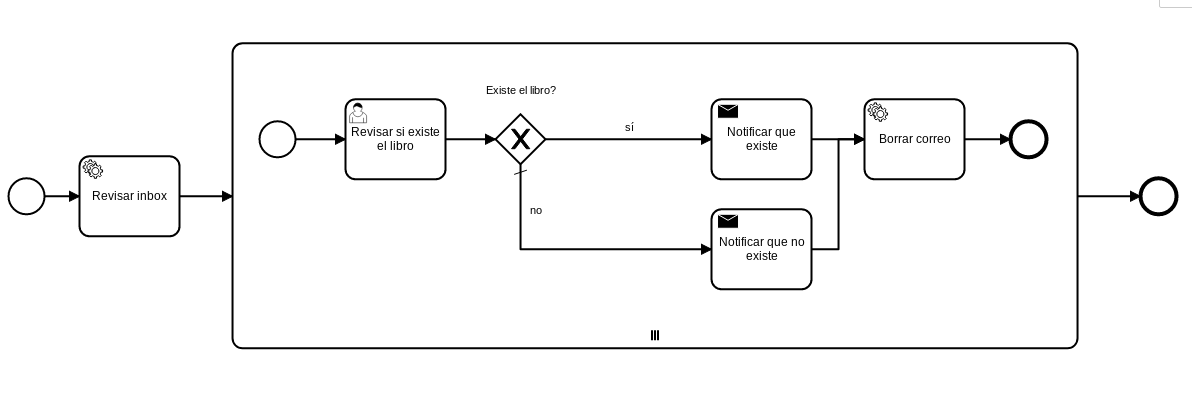 Existe el libro?
Revisar inbox
Revisar si existe
el libro
sí
no
Notificar que
existe
Notificar que no
existe
Borrar correo